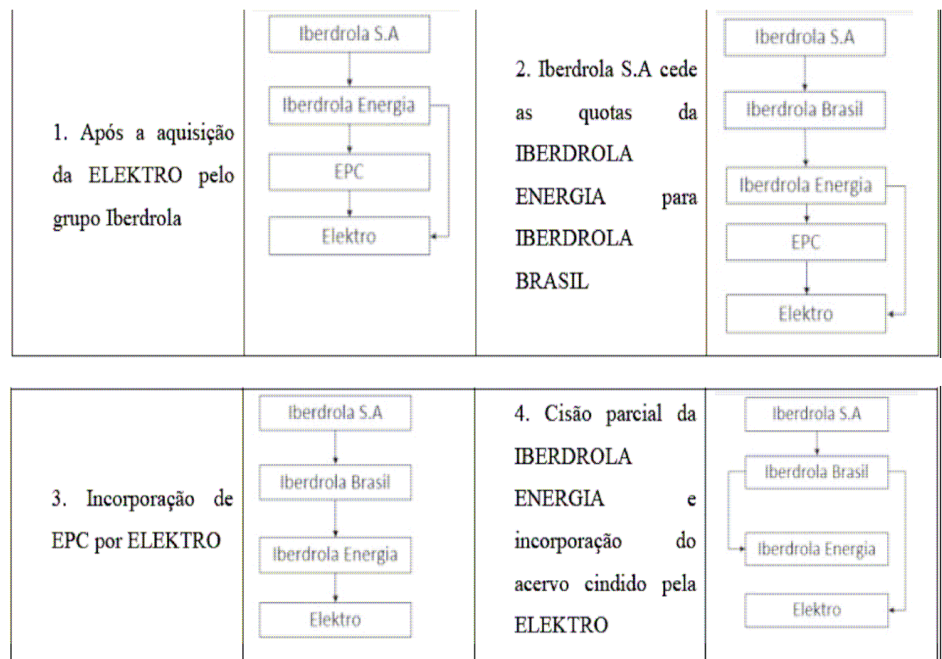 1. Após a aquisição
da ELEKTRO pelo
grupo Iberdrola
Iberdrola S.A
Iberdrola Energia
EPC
Elektro
2. Iberdrola S.A cede
as quotas da
IBERDROLA
ENERGIA para
IBERDROLA
BRASIL
Iberdrola S.A
Iberdrola Brasil
Iberdrola Energia
EPC
Elektro
3. Incorporação de
EPC por ELEKTRO
Iberdrola S.A
Iberdrola Brasil
Iberdrola Energia
Elektro
4. Cisão parcial da
IBERDROLA
ENERGIA e
incorporação do
acervo cindido pela
ELEKTRO
Iberdrola S.A
Iberdrola Brasil
Iberdrola Energia
Elektro